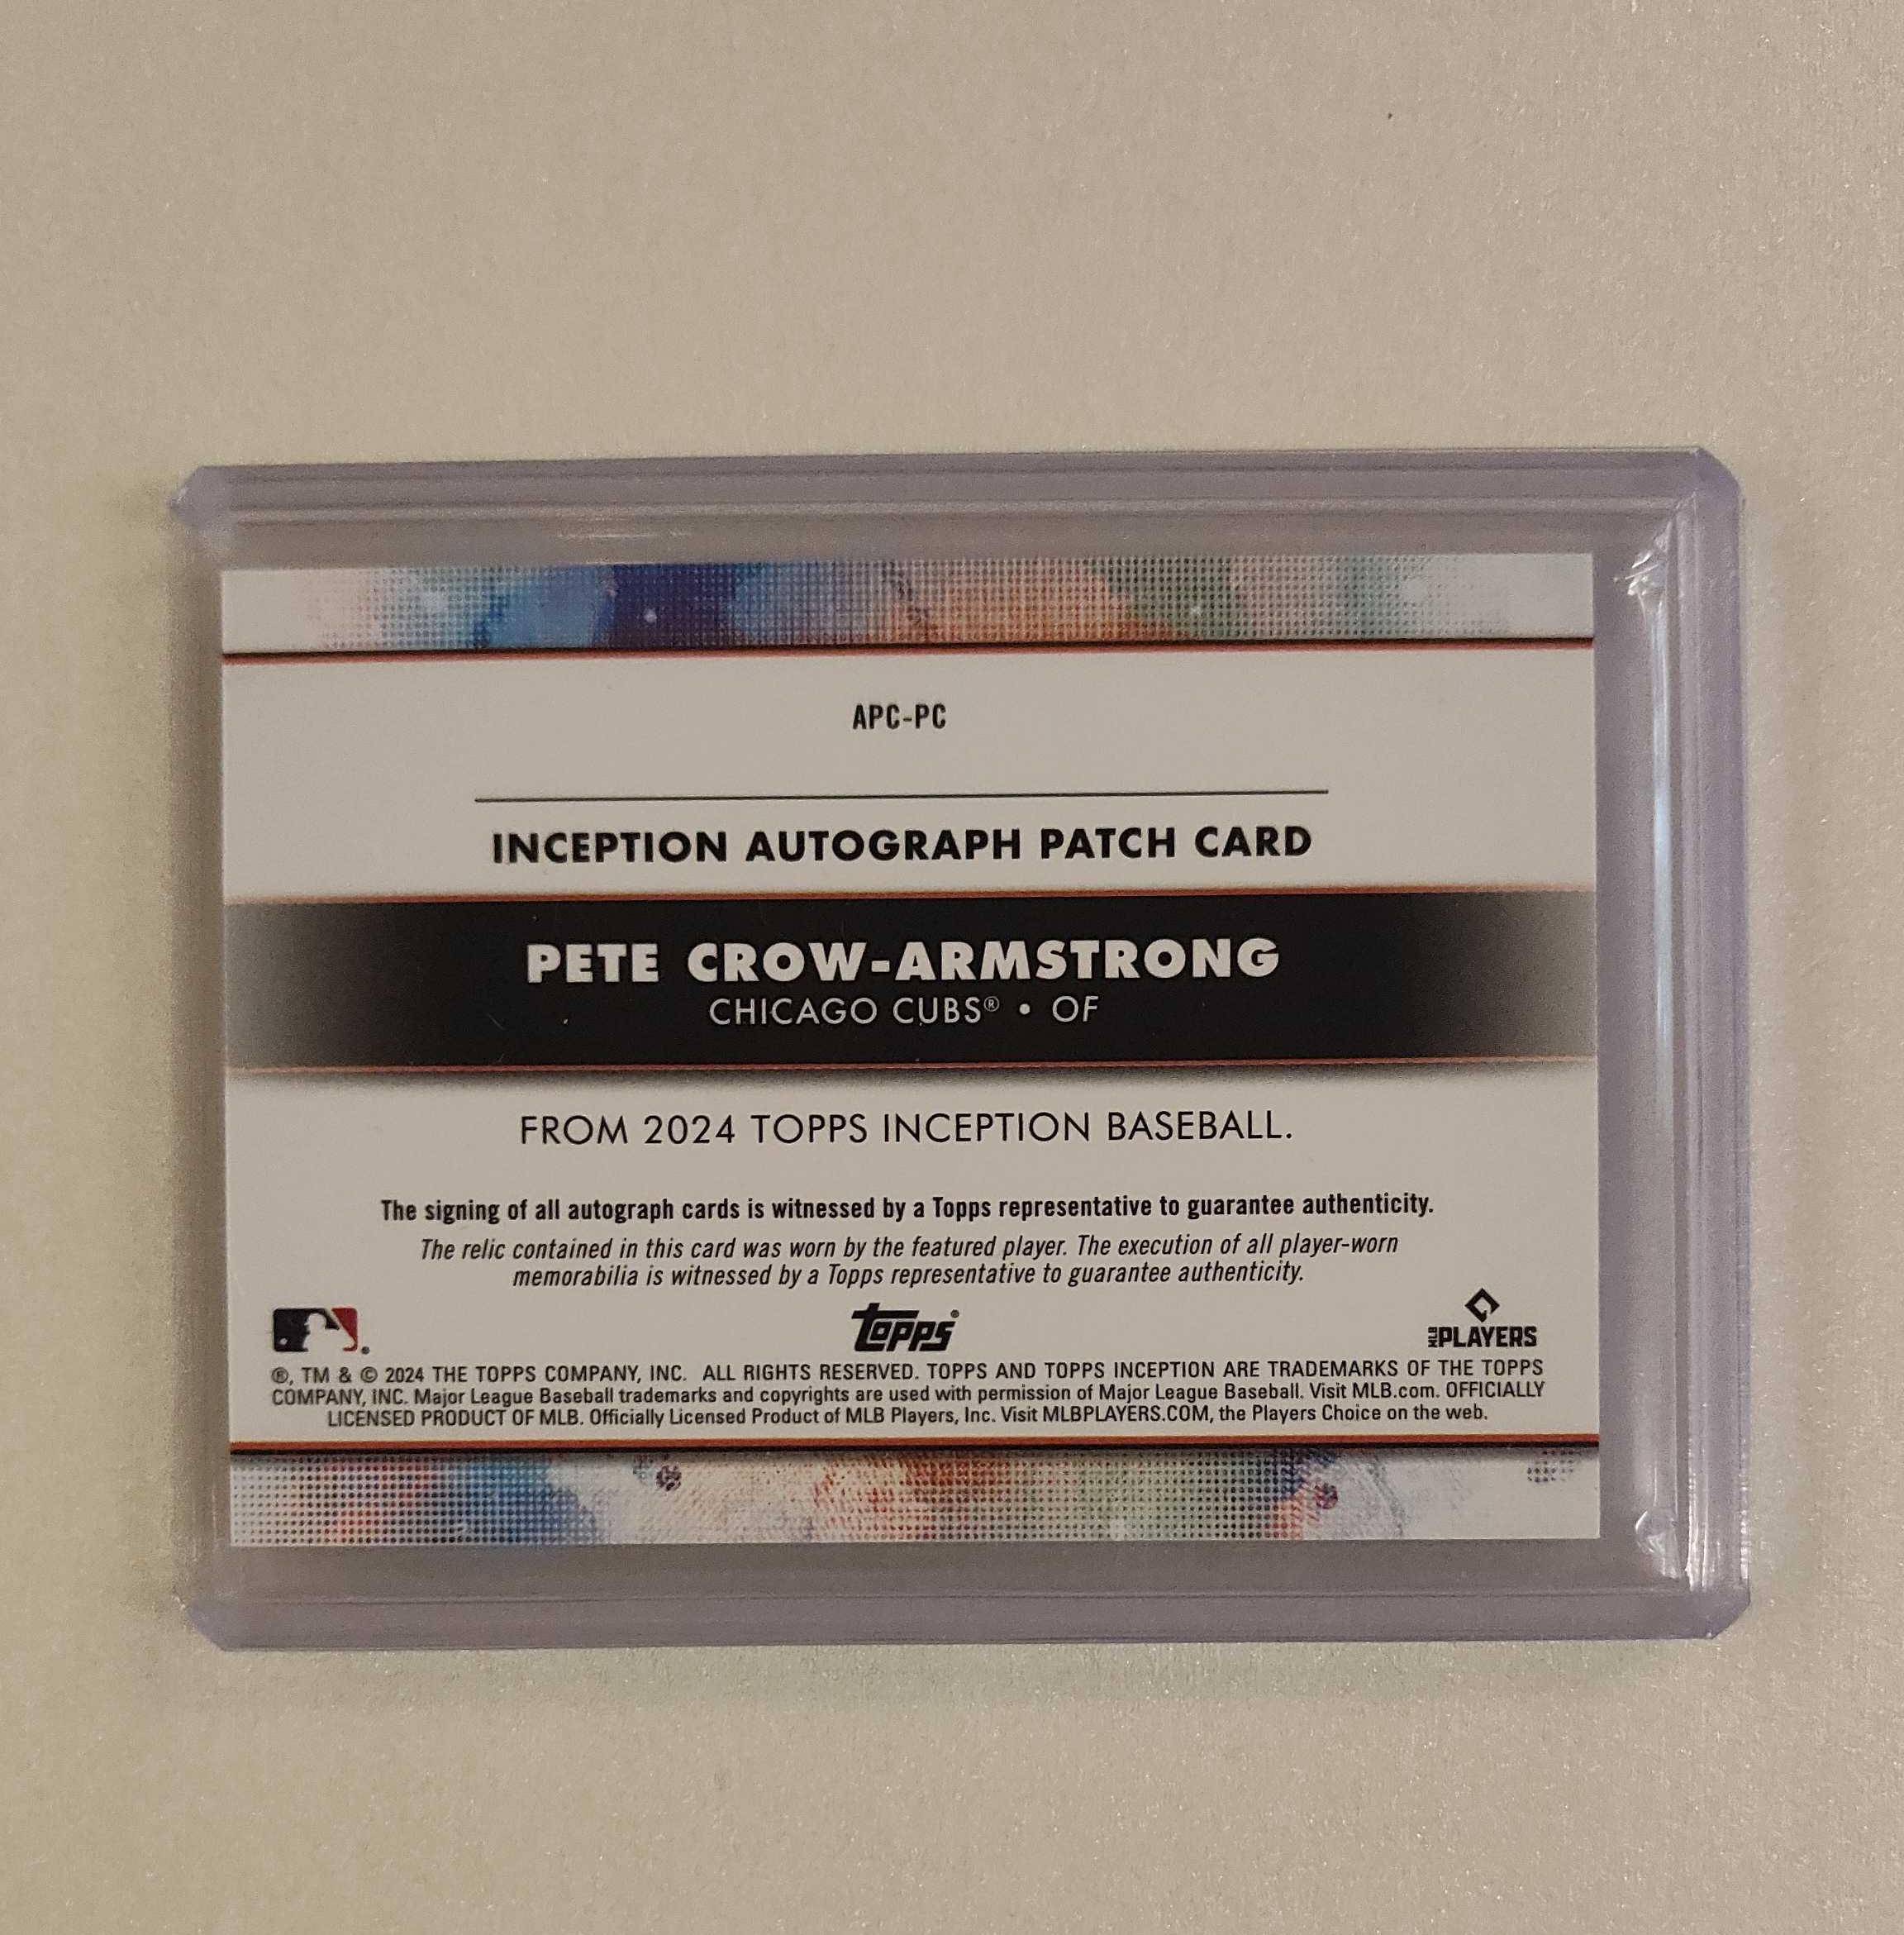 APC-PC
INCEPTION AUTOGRAPH PATCH CARD
PETE CROW-ARMSTRONG
CHICAGO CUBS® • OF
FROM 2024 TOPPS INCEPTION BASEBALL.
The signing of all autograph cards is witnessed by a Topps representative to guarantee authenticity.
The relic contained in this card was worn by the featured player. The execution of all player-worn
memorabilia is witnessed by a Topps representative to guarantee authenticity.
®
topps®
MLB PLAYERS
®, TM & © 2024 THE TOPPS COMPANY, INC. ALL RIGHTS RESERVED. TOPPS AND TOPPS INCEPTION ARE TRADEMARKS OF THE TOPPS
COMPANY, INC. Major League Baseball trademarks and copyrights are used with permission of Major League Baseball. Visit MLB.com. OFFICIALLY
LICENSED PRODUCT OF MLB. Officially Licensed Product of MLB Players, Inc. Visit MLBPLAYERS.COM, the Players Choice on the web.